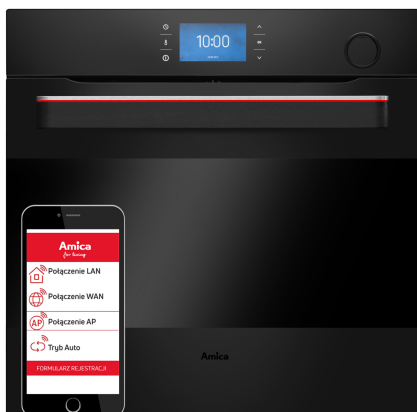 10:00
Amica
for living
Połączenie LAN
Połączenie WAN
AP
Połączenie AP
Tryb Auto
FORMULARZ REJESTRACJI
Amica